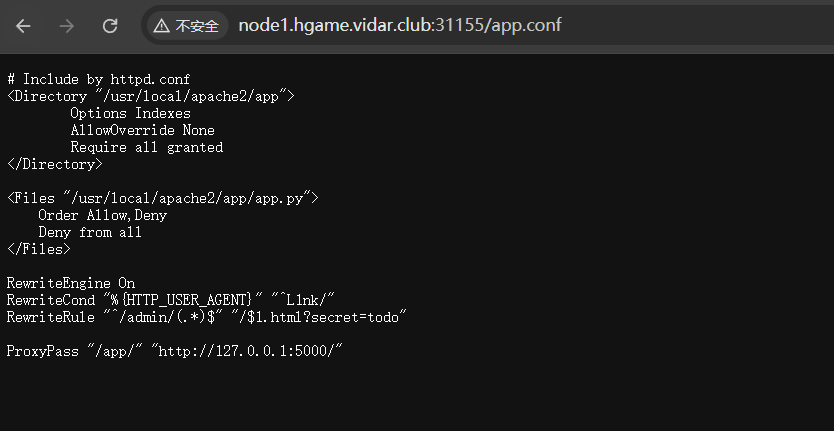 不安全
node1.hgame.vidar.club:31155/app.conf
# Include by httpd.conf
<Directory "/usr/local/apache2/app">
        Options Indexes
        AllowOverride None
        Require all granted
</Directory>
<Files "/usr/local/apache2/app/app.py">
    Order Allow,Deny
    Deny from all
</Files>
RewriteEngine On
RewriteCond "%{HTTP_USER_AGENT}" "^L1nk/"
RewriteRule "^/admin/(.*)$" "/$1.html?secret=todo"
ProxyPass "/app/" "http://127.0.0.1:5000/"